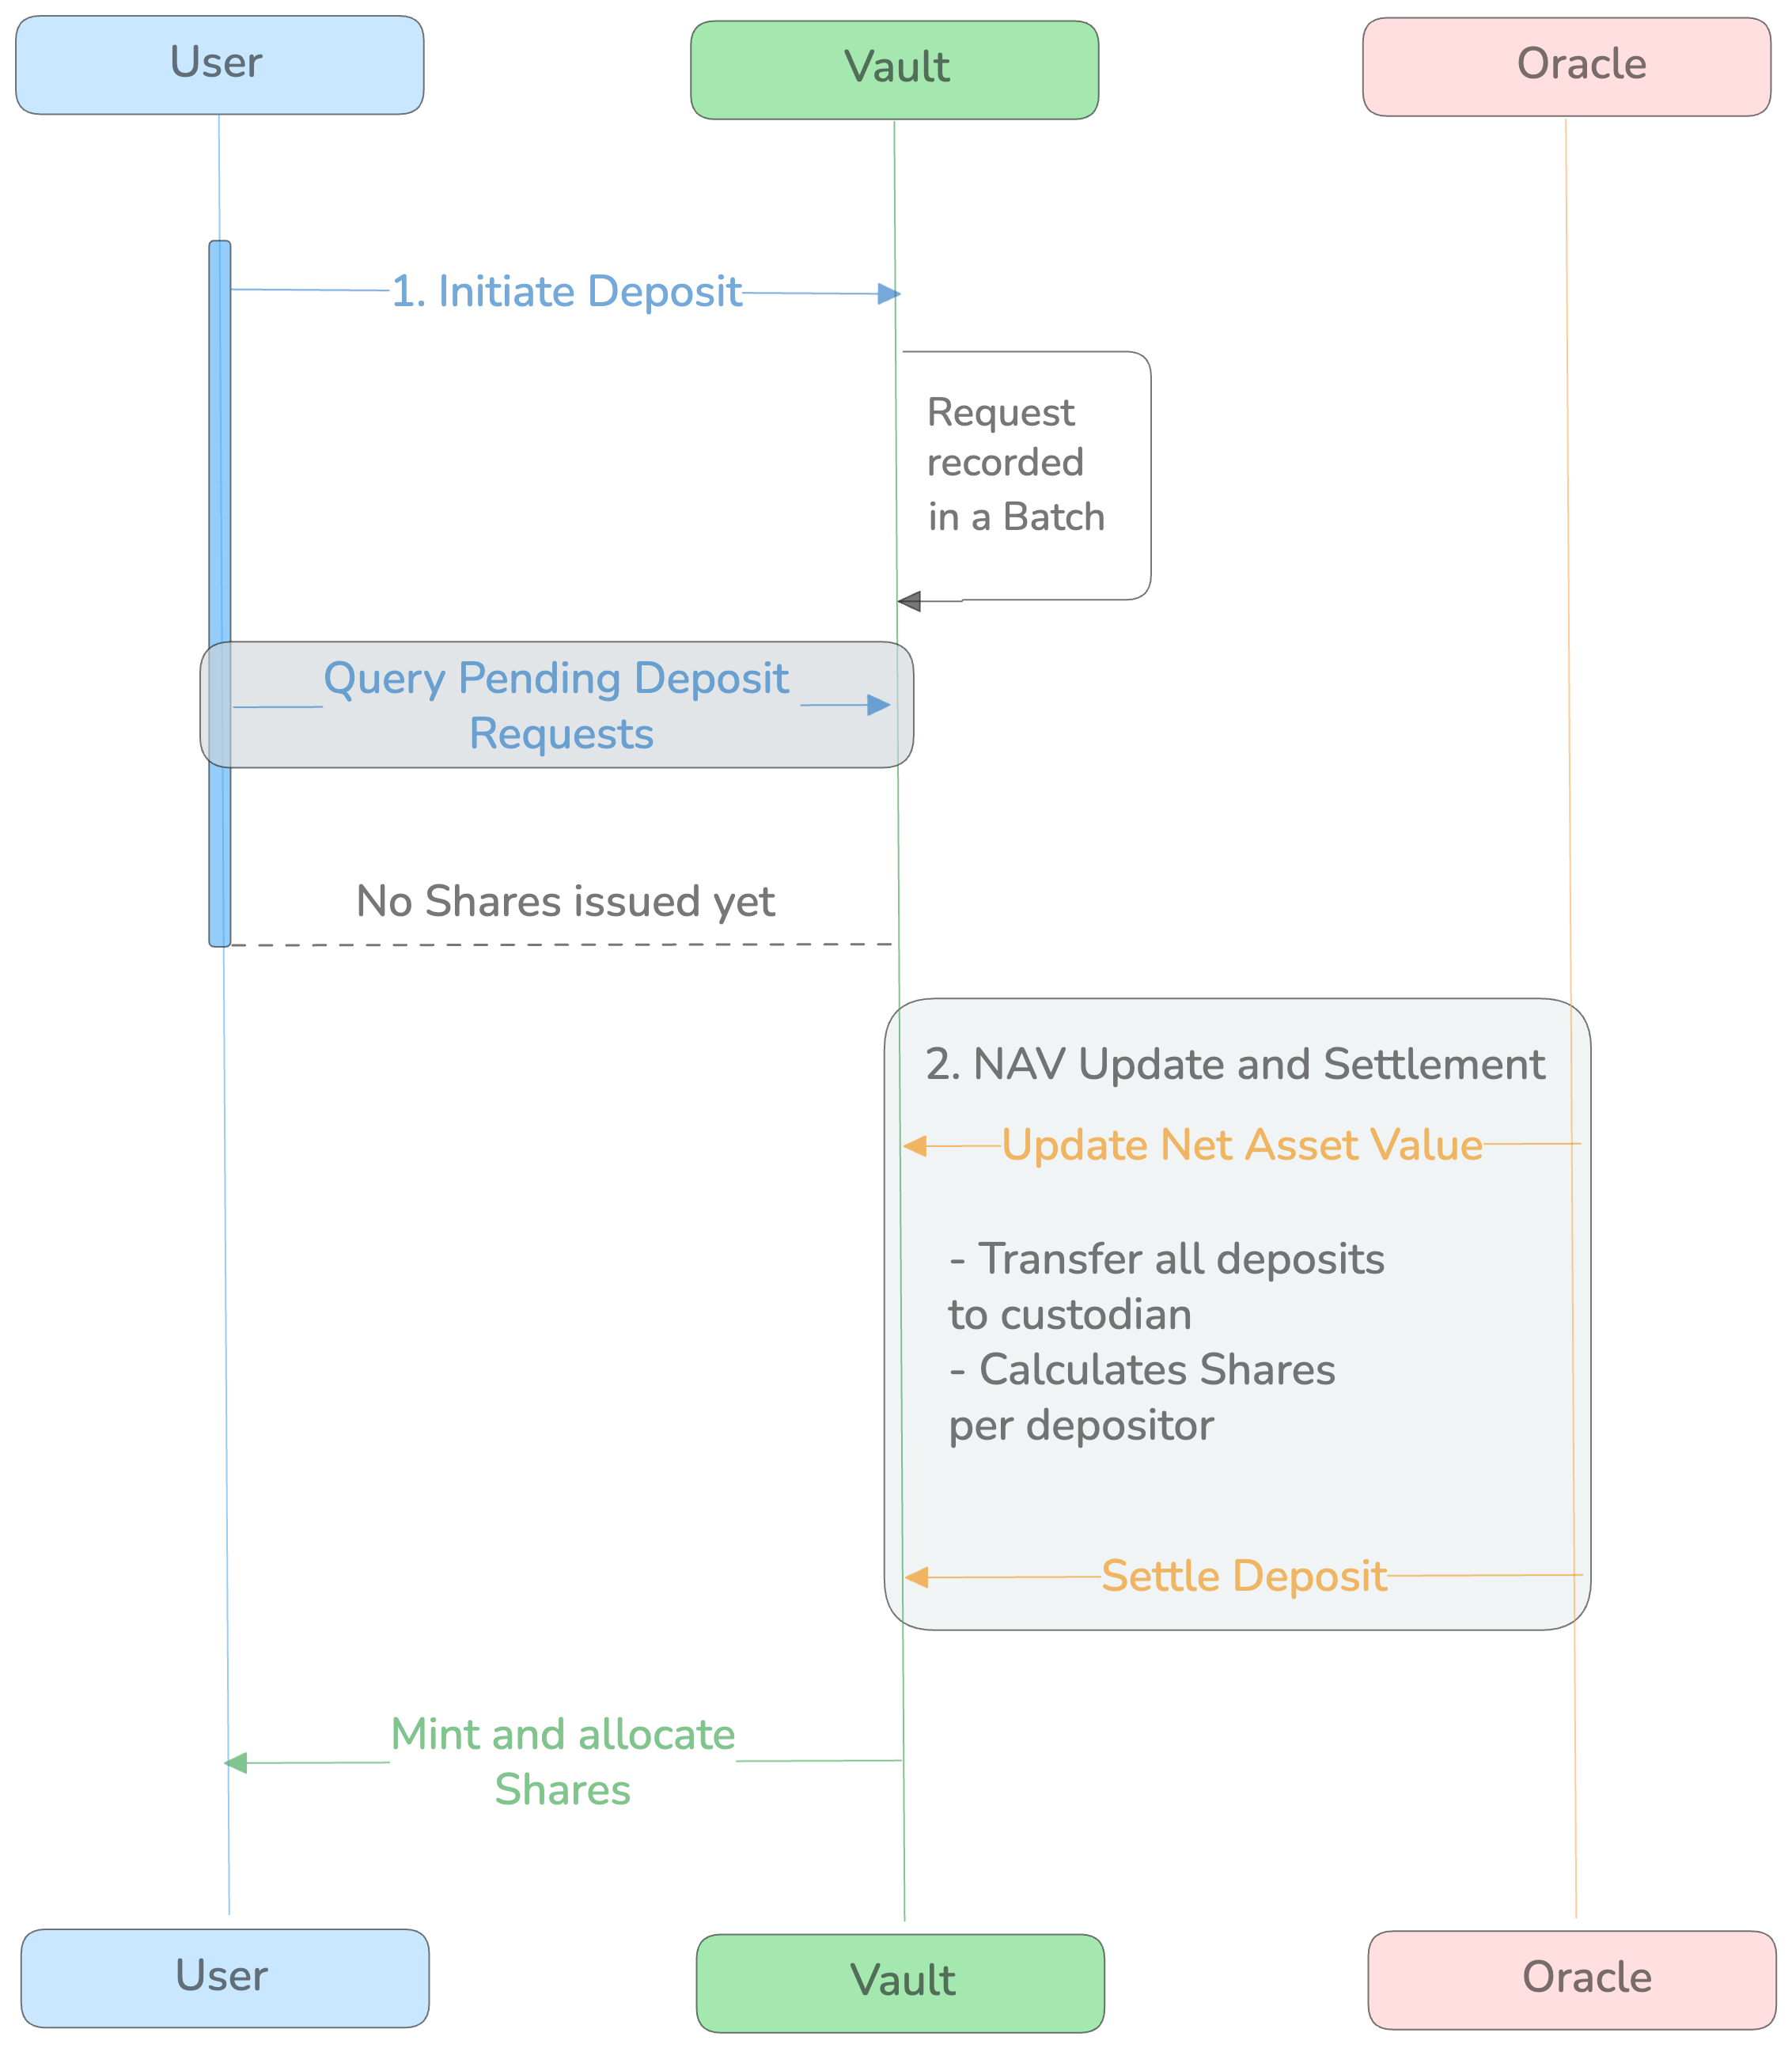 User
Vault
Oracle
1. Initiate Deposit
Request
recorded
in a Batch
Query Pending Deposit
Requests
No Shares issued yet
2. NAV Update and Settlement
Update Net Asset Value
- Transfer all deposits
to custodian
- Calculates Shares
per depositor
Settle Deposit
Mint and allocate
Shares
User
Vault
Oracle